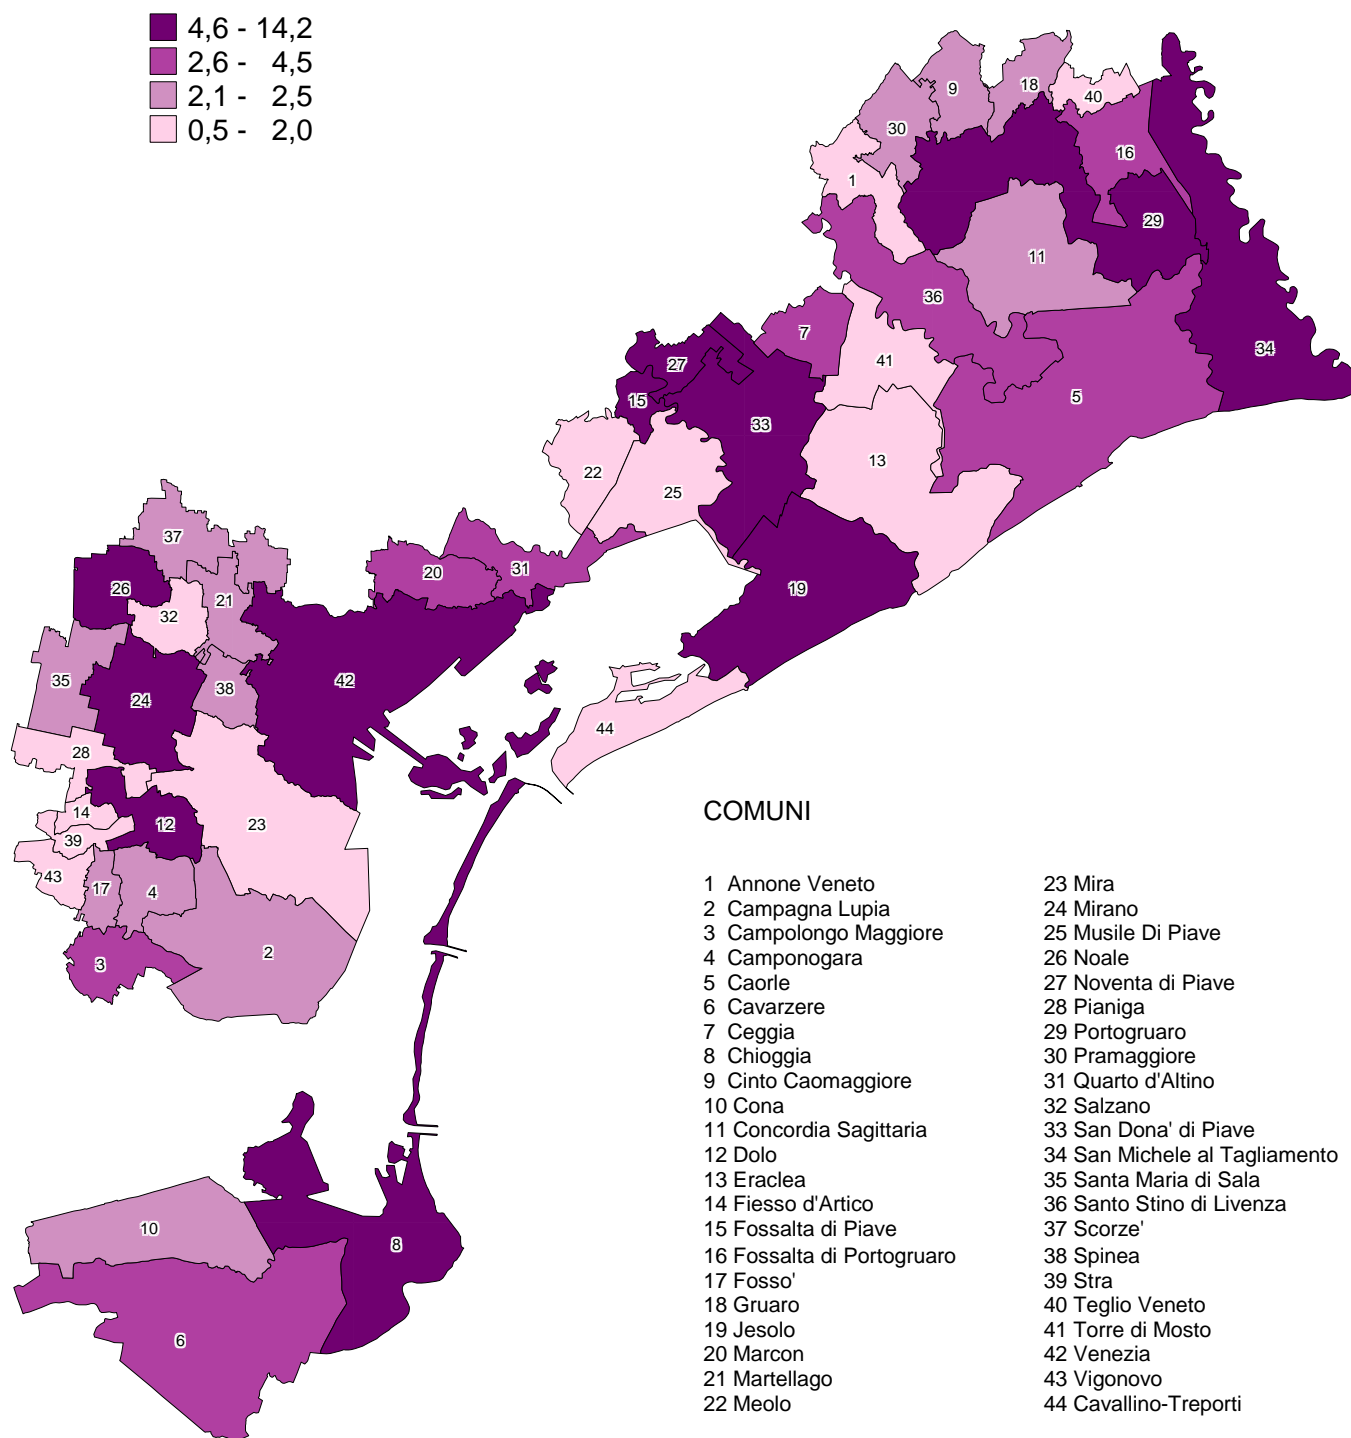 4,6 - 14,2
2,6 - 4,5
2,1 - 2,5
0,5 - 2,0
9
18
40
30
16
1
29
11
36
7
34
27
41
15
5
33
13
22
25
37
20
31
26
21
19
32
35
38
42
24
44
28
14
12
23
39
43
17
4
2
3
10
8
6
COMUNI
1 Annone Veneto
2 Campagna Lupia
3 Campolongo Maggiore
4 Camponogara
5 Caorle
6 Cavarzere
7 Ceggia
8 Chioggia
9 Cinto Caomaggiore
10 Cona
11 Concordia Sagittaria
12 Dolo
13 Eraclea
14 Fiesso d'Artico
15 Fossalta di Piave
16 Fossalta di Portogruaro
17 Fosso'
18 Gruaro
19 Jesolo
20 Marcon
21 Martellago
22 Meolo
23 Mira
24 Mirano
25 Musile Di Piave
26 Noale
27 Noventa di Piave
28 Pianiga
29 Portogruaro
30 Pramaggiore
31 Quarto d'Altino
32 Salzano
33 San Dona' di Piave
34 San Michele al Tagliamento
35 Santa Maria di Sala
36 Santo Stino di Livenza
37 Scorze'
38 Spinea
39 Stra
40 Teglio Veneto
41 Torre di Mosto
42 Venezia
43 Vigonovo
44 Cavallino-Treporti